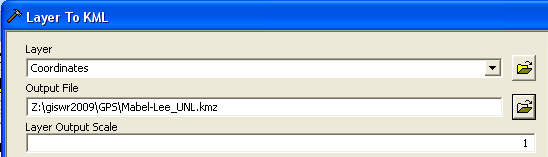 Layer To KML
Layer
Coordinates
Output File
Z:\giswr2009\GPS\Mabel-Lee_UNL.kmz
Layer Output Scale
1